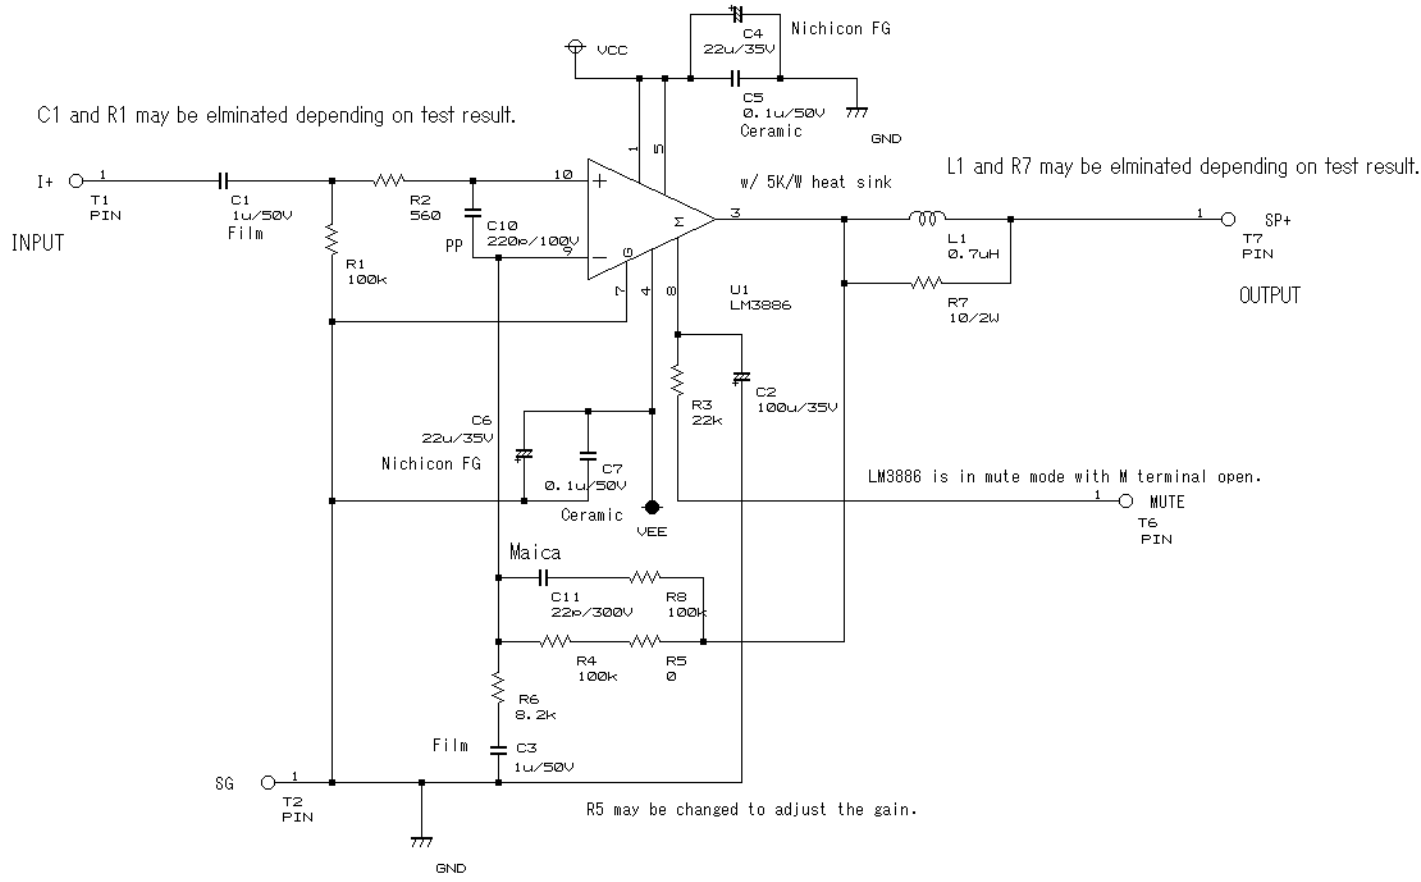 Nichicon FG
C4
22u/35V
VCC
C5
0.1u/50V
Ceramic
GND
C1 and R1 may be elminated depending on test result.
L1 and R7 may be elminated depending on test result.
1
5
I+
1
T1
PIN
INPUT
C1
1u/50V
Film
R2
560
10
w/ 5K/W heat sink
C10
220p/100V
PP
9
R1
100k
+
−
G
M
3
7
4
8
U1
LM3886
1
SP+
T7
PIN
OUTPUT
L1
0.7uH
R7
10/2W
R3
22k
C2
100u/35V
C6
22u/35V
Nichicon FG
C7
0.1u/50V
Ceramic
VEE
LM3886 is in mute mode with M terminal open.
1
MUTE
T6
PIN
Maica
C11
22p/300V
R8
100k
R4
100k
R5
0
R6
8.2k
Film
C3
1u/50V
SG
1
T2
PIN
R5 may be changed to adjust the gain.
GND